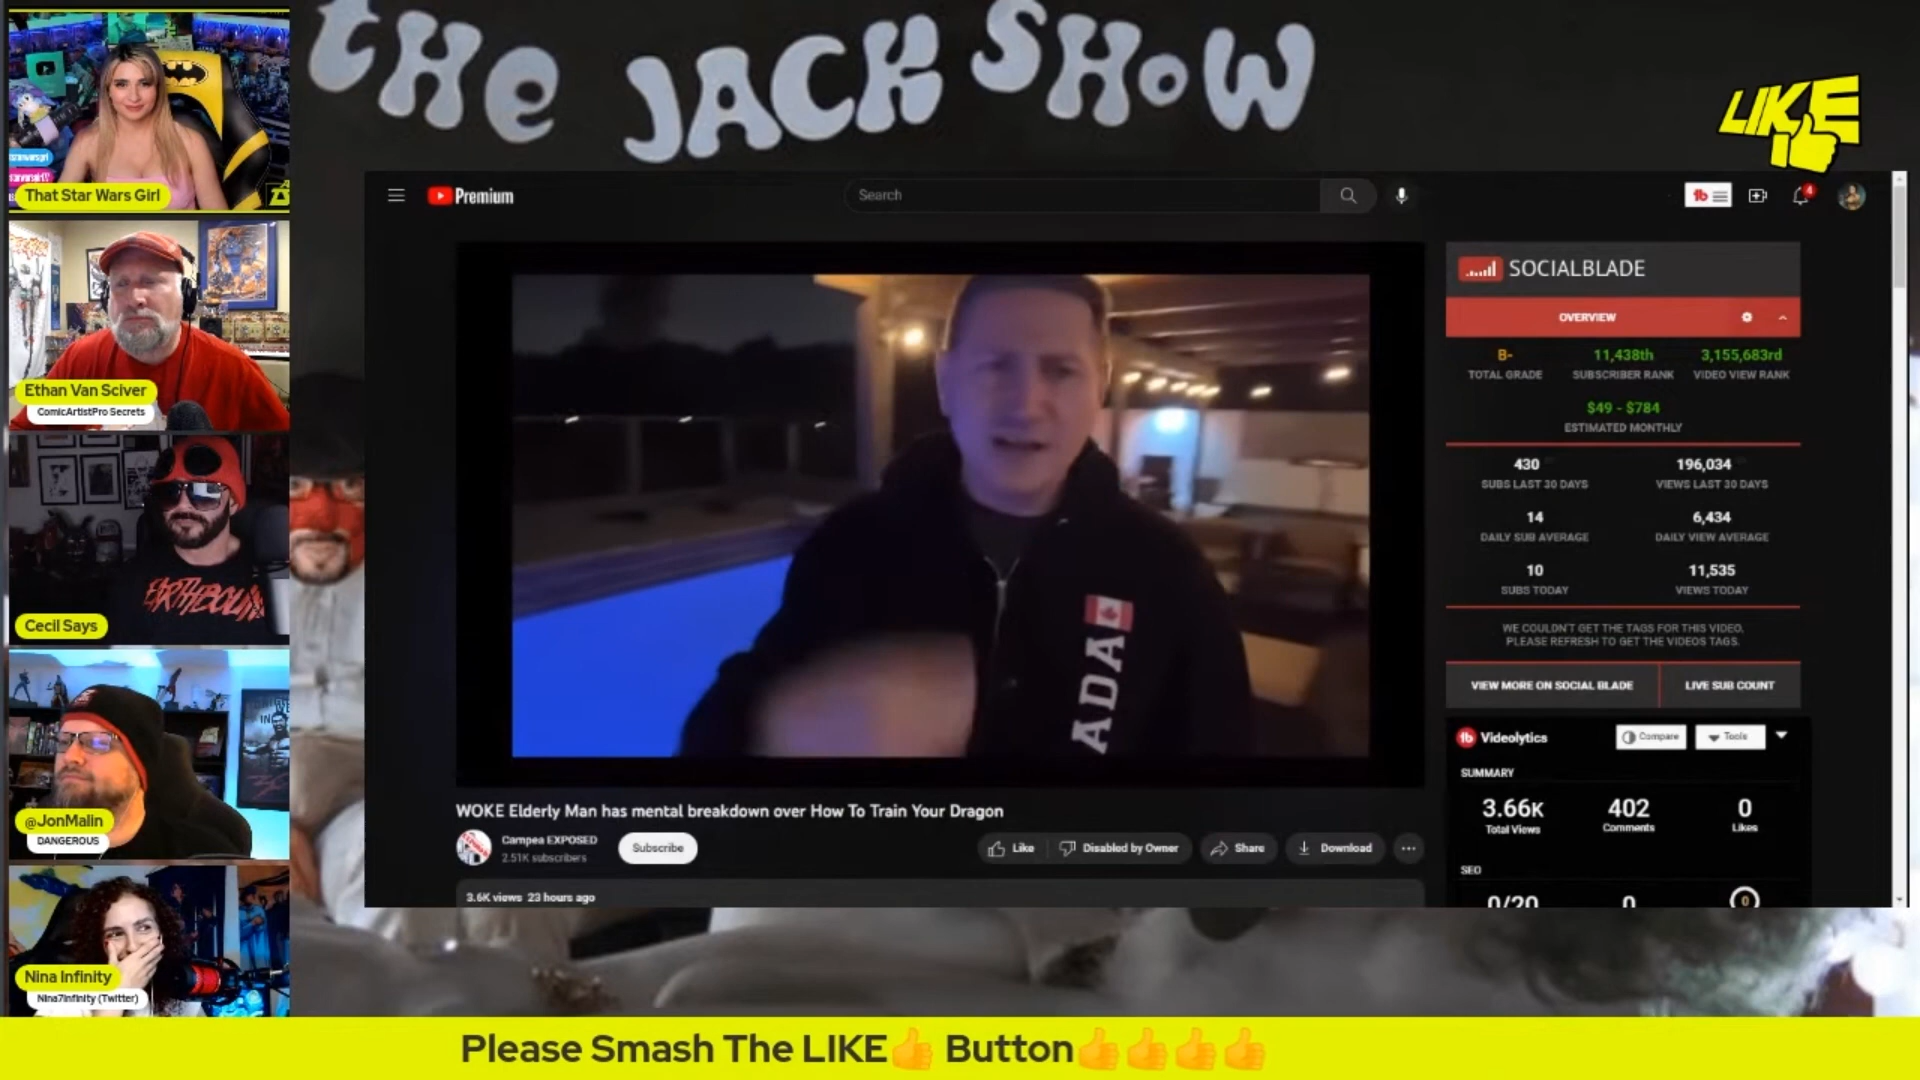 THE JACK SHOW
LIKE
That Star Wars Girl
Ethan Van Sciver
ComicArtistPro Secrets
EARTHBOUN
Cecil Says
@JonMalin
DANGEROUS
Nina Infinity
Nina7Infinity (Twitter)
Premium
Search
4
ADA
WOKE Elderly Man has mental breakdown over How To Train Your Dragon
Campea EXPOSED
2.51K subscribers
Subscribe
Like
Disabled by Owner
Share
Download
3.6K views 23 hours ago
SOCIALBLADE
OVERVIEW
B- 11,438th 3,155,683rd
TOTAL GRADE SUBSCRIBER RANK VIDEO VIEW RANK
$49 - $784
ESTIMATED MONTHLY
430 196,034
SUBS LAST 30 DAYS VIEWS LAST 30 DAYS
14 6,434
DAILY SUB AVERAGE DAILY VIEW AVERAGE
10 11,535
SUBS TODAY VIEWS TODAY
WE COULDN'T GET THE TAGS FOR THIS VIDEO.
PLEASE REFRESH TO GET THE VIDEOS TAGS.
VIEW MORE ON SOCIAL BLADE LIVE SUB COUNT
tb Videolytics Compare Tools
SUMMARY
3.66K 402 0
Total Views Comments Likes
SEO
0/20 0 0
Please Smash The LIKE👍 Button👍👍👍👍